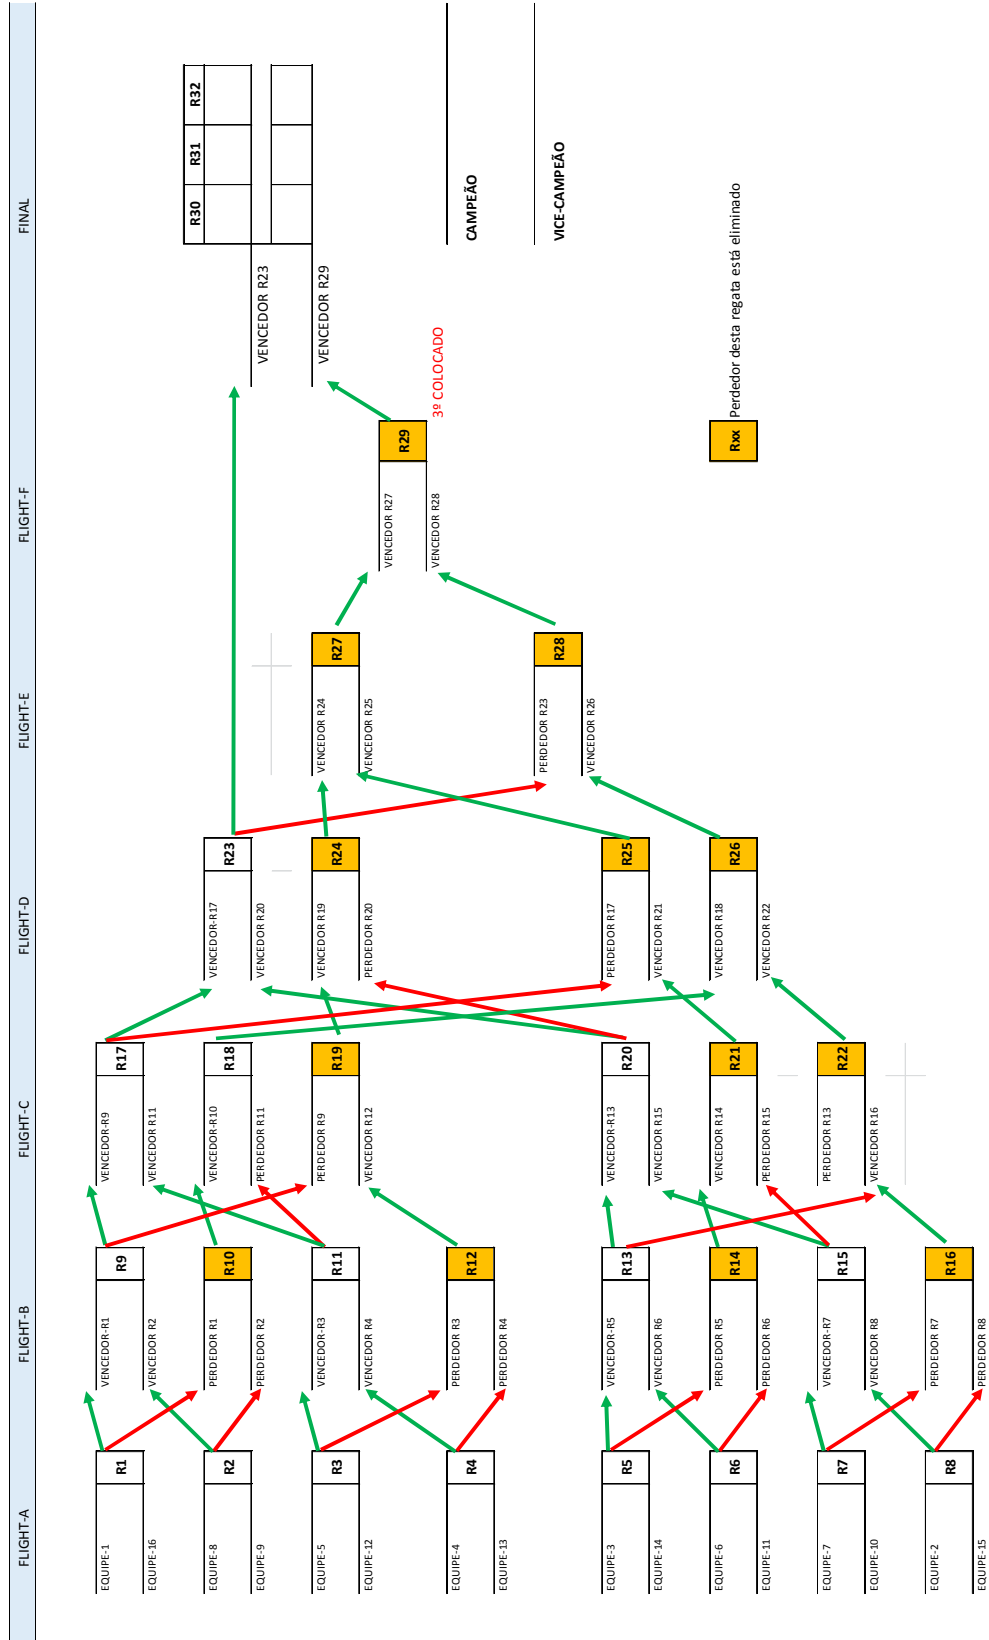 FLIGHT-A
FLIGHT-B
FLIGHT-C
FLIGHT-D
FLIGHT-E
FLIGHT-F
FINAL
EQUIPE-1
R1
EQUIPE-16
EQUIPE-8
R2
EQUIPE-9
EQUIPE-5
R3
EQUIPE-12
EQUIPE-4
R4
EQUIPE-13
EQUIPE-3
R5
EQUIPE-14
EQUIPE-6
R6
EQUIPE-11
EQUIPE-7
R7
EQUIPE-10
EQUIPE-2
R8
EQUIPE-15
VENCEDOR-R1
R9
VENCEDOR R2
PERDEDOR R1
R10
PERDEDOR R2
VENCEDOR-R3
R11
VENCEDOR R4
PERDEDOR R3
R12
PERDEDOR R4
VENCEDOR-R5
R13
VENCEDOR R6
PERDEDOR R5
R14
PERDEDOR R6
VENCEDOR-R7
R15
VENCEDOR R8
PERDEDOR R7
R16
PERDEDOR R8
VENCEDOR-R9
R17
VENCEDOR R11
VENCEDOR-R10
R18
PERDEDOR R11
PERDEDOR R9
R19
VENCEDOR R12
VENCEDOR-R13
R20
VENCEDOR R15
VENCEDOR R14
R21
PERDEDOR R15
PERDEDOR R13
R22
VENCEDOR R16
VENCEDOR-R17
R23
VENCEDOR R20
VENCEDOR R19
R24
PERDEDOR R20
PERDEDOR R17
R25
VENCEDOR R21
VENCEDOR R18
R26
VENCEDOR R22
VENCEDOR R24
R27
VENCEDOR R25
PERDEDOR R23
R28
VENCEDOR R26
VENCEDOR R27
R29
VENCEDOR R28
3º COLOCADO
R30
R31
R32
VENCEDOR R23
VENCEDOR R29
CAMPEÃO
VICE-CAMPEÃO
Rxx
Perdedor desta regata está eliminado